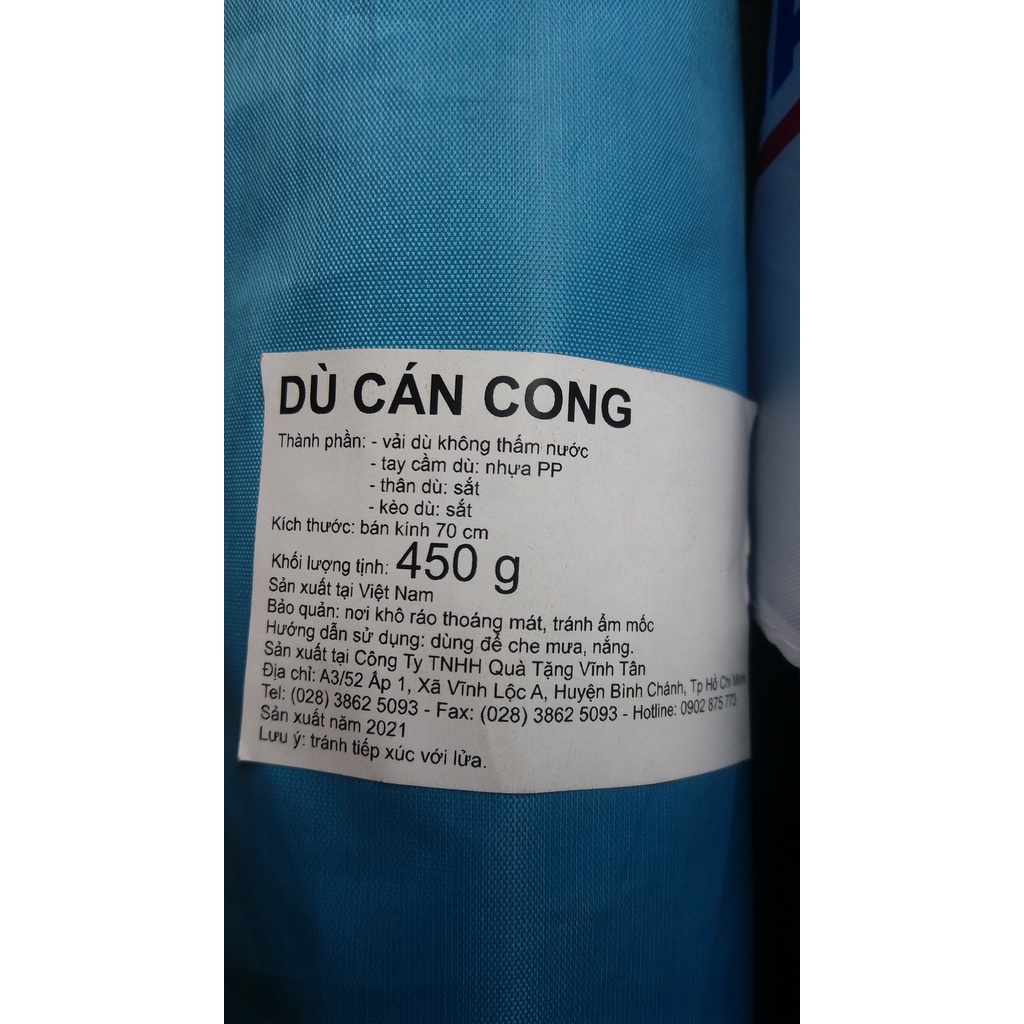 DÙ CÁN CONG
Thành phần: - vải dù không thấm nước
- tay cầm dù: nhựa PP
- thân dù: sắt
- kèo dù: sắt
Kích thước: bán kính 70 cm
Khối lượng tịnh: 450 g
Sản xuất tại Việt Nam
Bảo quản: nơi khô ráo thoáng mát, tránh ẩm mốc
Hướng dẫn sử dụng: dùng để che mưa, nắng.
Sản xuất tại Công Ty TNHH Quà Tặng Vĩnh Tân
Địa chỉ: A3/52 Ấp 1, Xã Vĩnh Lộc A, Huyện Bình Chánh, Tp Hồ Chí Minh
Tel: (028) 3862 5093 - Fax: (028) 3862 5093 - Hotline: 0902 875 773
Sản xuất năm 2021
Lưu ý: tránh tiếp xúc với lửa.